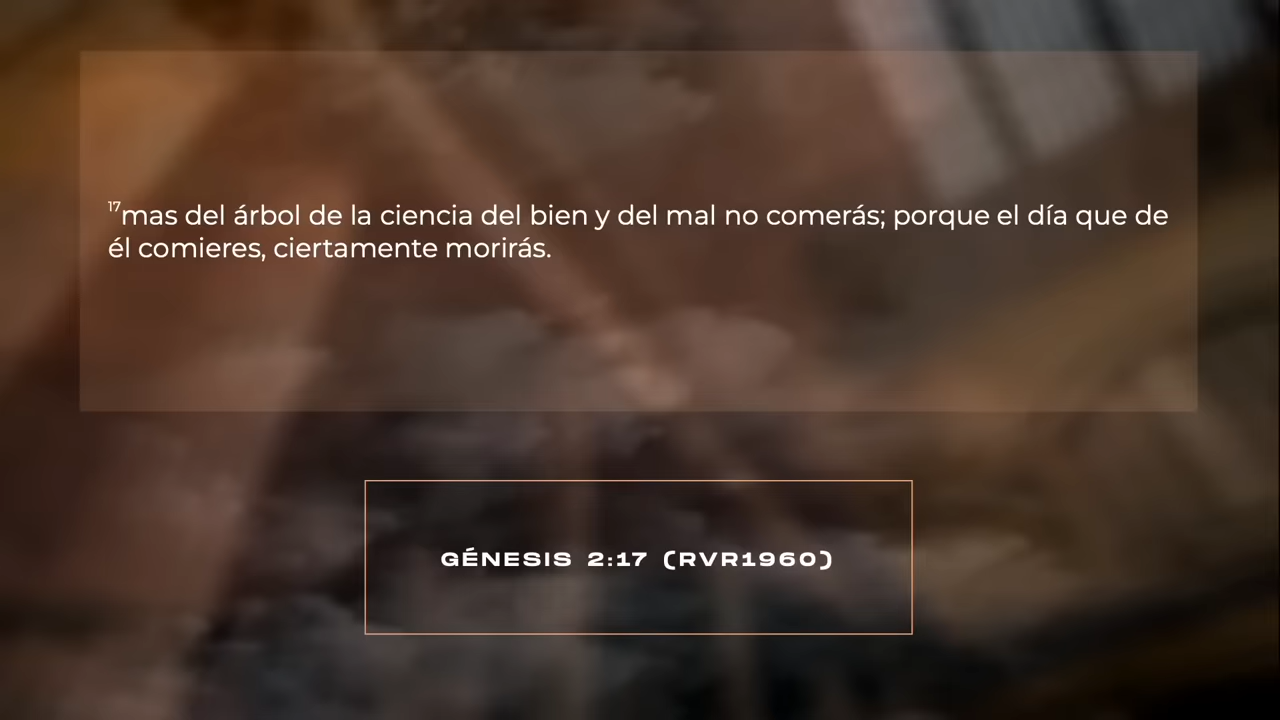 17mas del árbol de la ciencia del bien y del mal no comerás; porque el día que de
él comieres, ciertamente morirás.
GÉNESIS 2:17 (RVR1960)